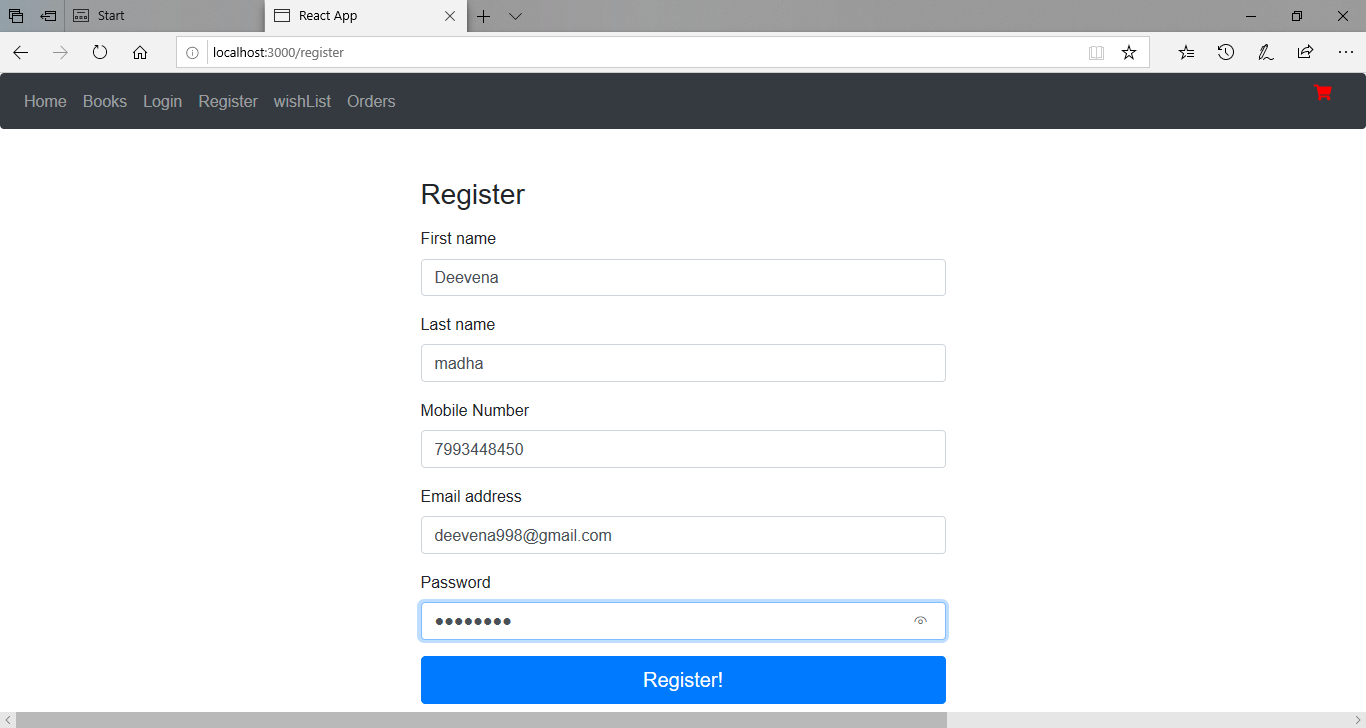 Start
React App
localhost:3000/register
Home Books Login Register wishList Orders
Register
First name
Deevena
Last name
madha
Mobile Number
7993448450
Email address
deevena998@gmail.com
Password
Register!